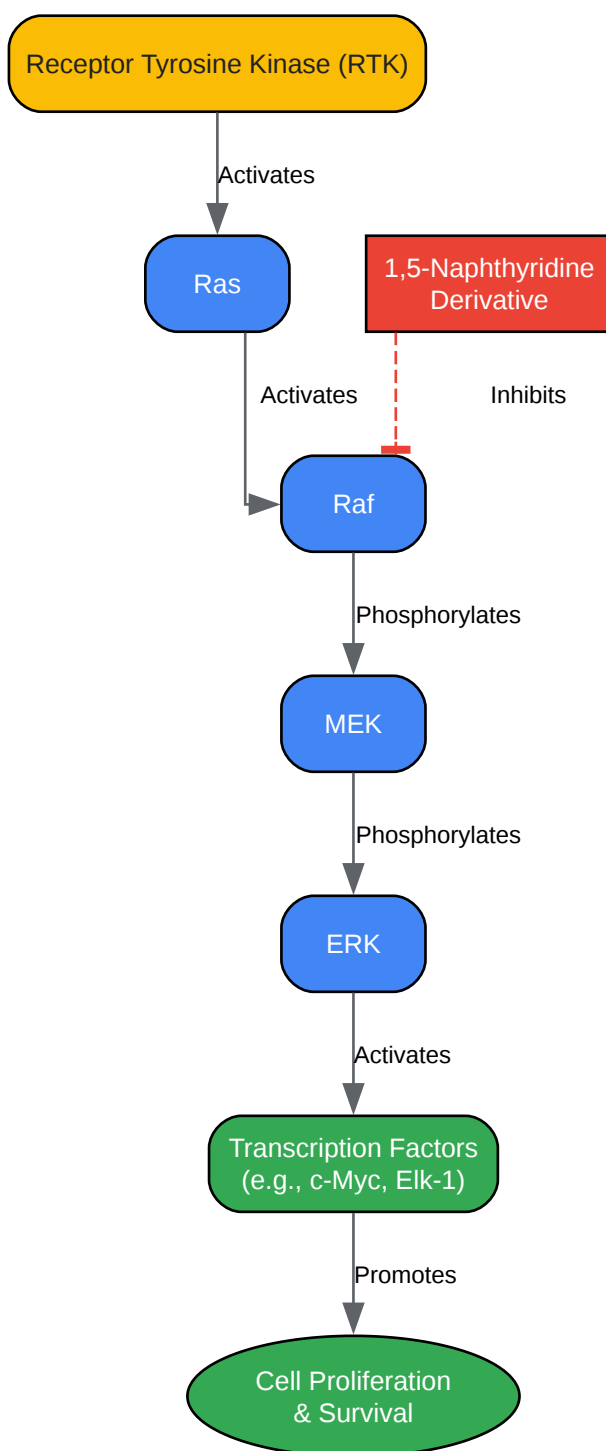 Receptor Tyrosine Kinase (RTK)
Activates
Ras
1,5-Naphthyridine
Derivative
Activates
Inhibits
Raf
Phosphorylates
MEK
Phosphorylates
ERK
Activates
Transcription Factors
(e.g., c-Myc, Elk-1)
Promotes
Cell Proliferation
& Survival